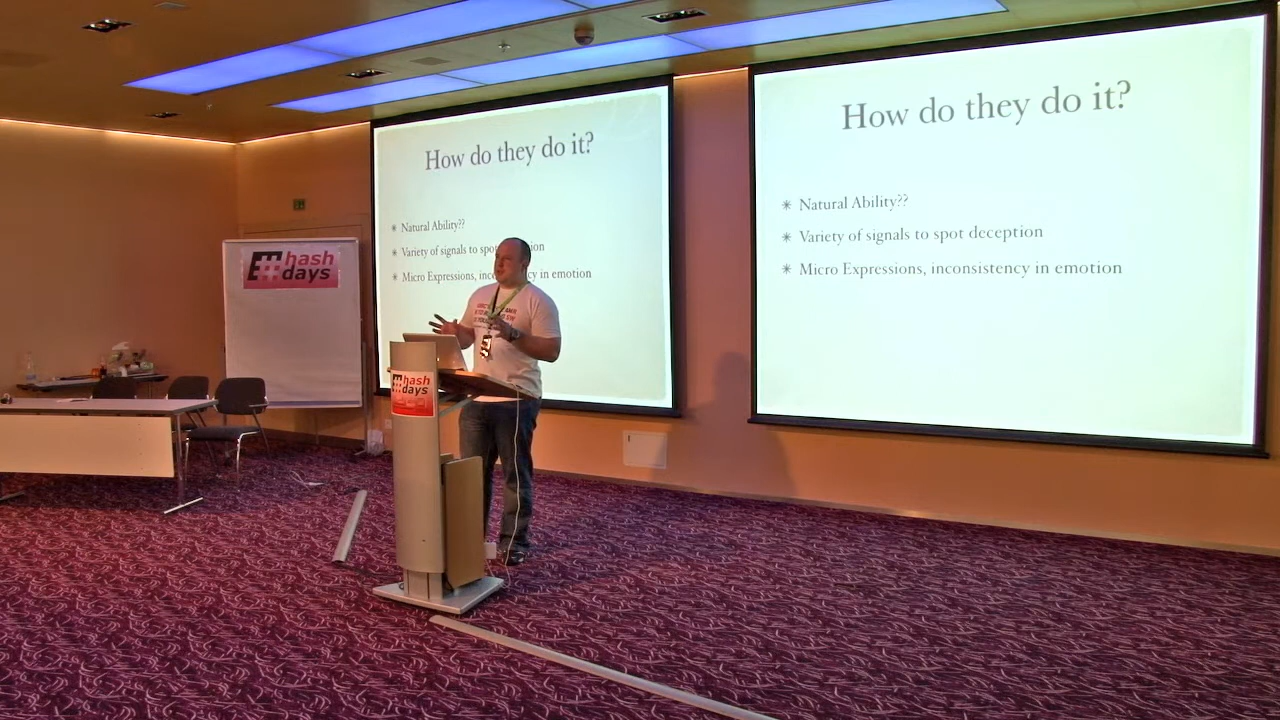 How do they do it?
Natural Ability??
Variety of signals to spot
Micro Expressions, in emotion
How do they do it?
Natural Ability??
Variety of signals to spot deception
Micro Expressions, inconsistency in emotion
# hash
days
# hash
days